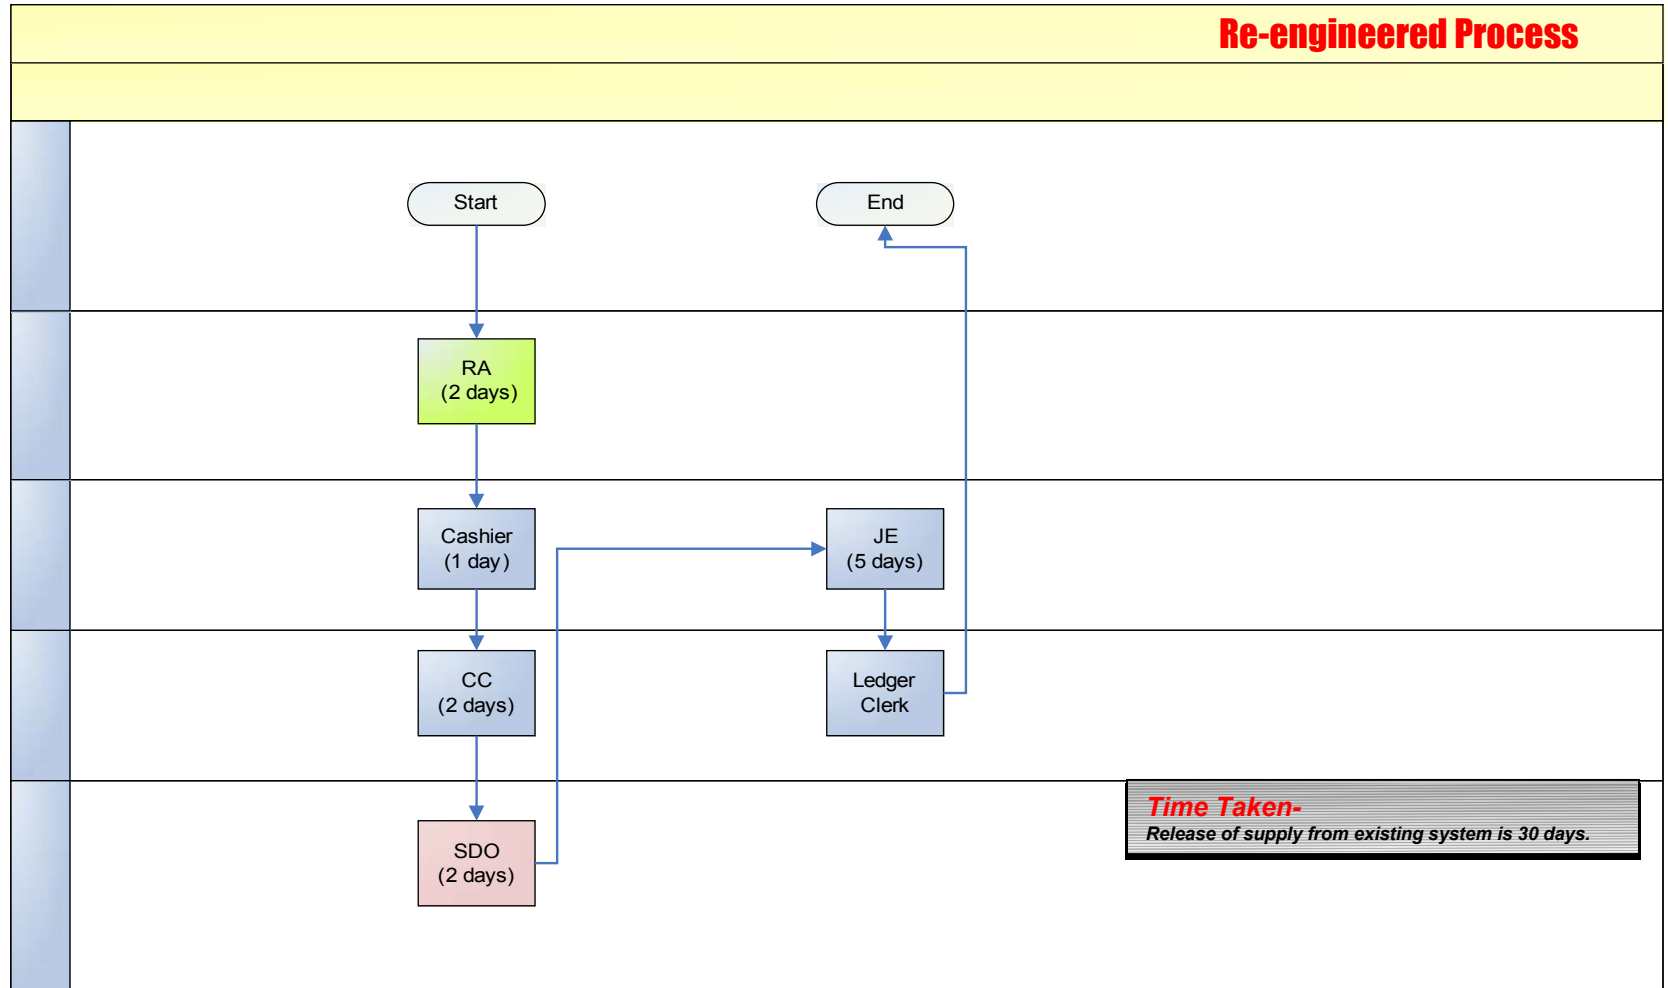 Re-engineered Process
Start
End
RA
(2 days)
Cashier
(1 day)
JE
(5 days)
CC
(2 days)
Ledger
Clerk
Time Taken-
Release of supply from existing system is 30 days.
SDO
(2 days)